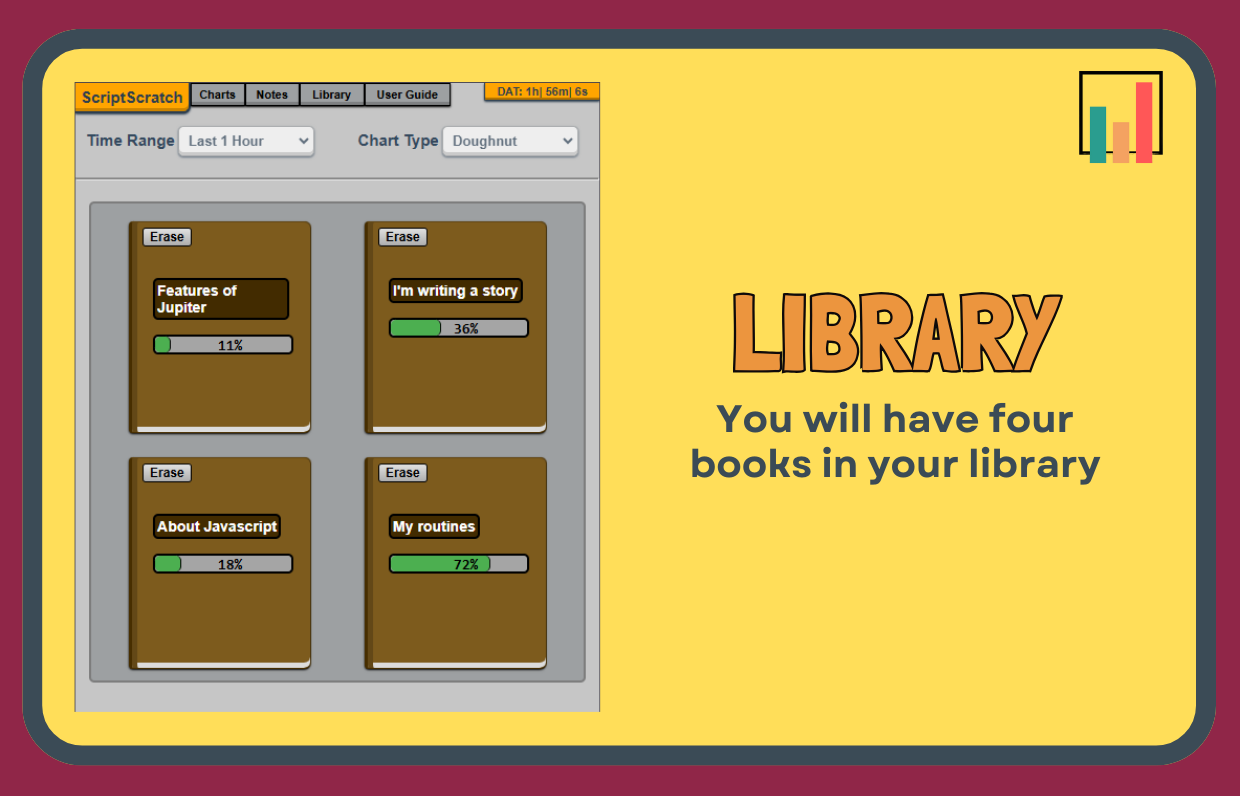 ScriptScratch Charts Notes Library User Guide DAT: 1h| 56m| 6s
Time Range Last 1 Hour Chart Type Doughnut
Erase
Features of
Jupiter
11%
Erase
I'm writing a story
36%
Erase
About Javascript
18%
Erase
My routines
72%
LIBRARY
You will have four
books in your library